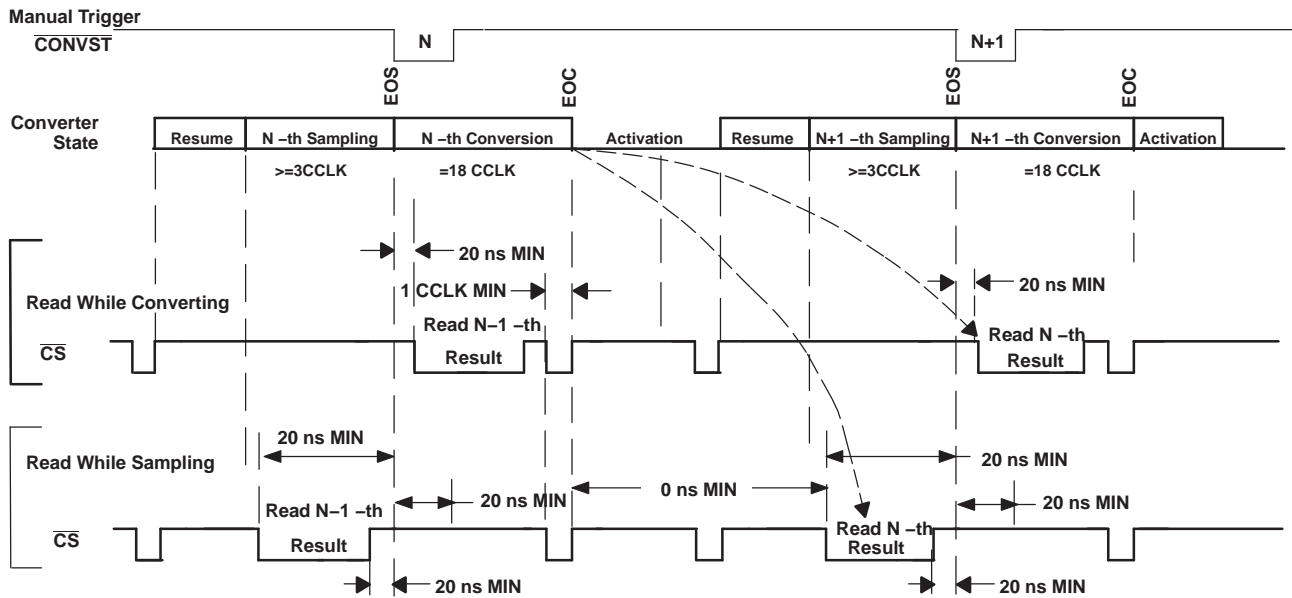 Manual Trigger
CONVST
N
N+1
EOS
EOC
EOS
EOC
Converter
State
Resume
N –th Sampling
N –th Conversion
Activation
Resume
N+1 –th Sampling
N+1 –th Conversion
Activation
>=3CCLK
=18 CCLK
>=3CCLK
=18 CCLK
20 ns MIN
1 CCLK MIN
20 ns MIN
Read While Converting
CS
Read N–1 –th
Result
Read N –th
Result
20 ns MIN
Read While Sampling
20 ns MIN
20 ns MIN
0 ns MIN
20 ns MIN
CS
Read N–1 –th
Result
Read N –th
Result
20 ns MIN
20 ns MIN